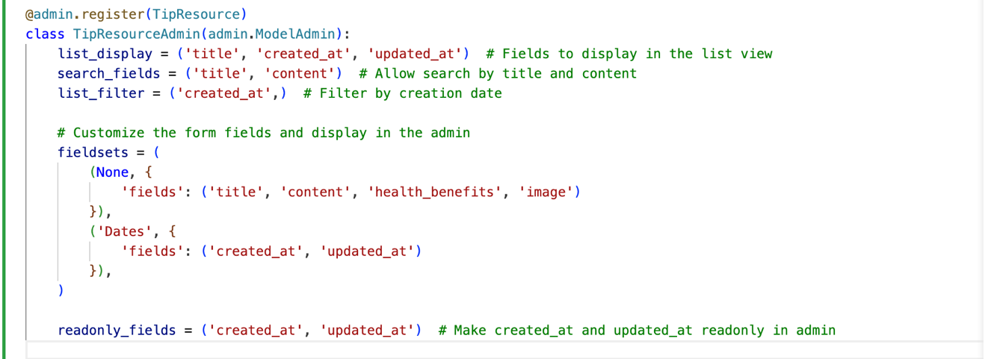 @admin.register(TipResource)
class TipResourceAdmin(admin.ModelAdmin):
    list_display = ('title', 'created_at', 'updated_at')  # Fields to display in the list view
    search_fields = ('title', 'content')  # Allow search by title and content
    list_filter = ('created_at',)  # Filter by creation date

    # Customize the form fields and display in the admin
    fieldsets = (
        (None, {
            'fields': ('title', 'content', 'health_benefits', 'image')
        }),
        ('Dates', {
            'fields': ('created_at', 'updated_at')
        }),
    )

    readonly_fields = ('created_at', 'updated_at')  # Make created_at and updated_at readonly in admin